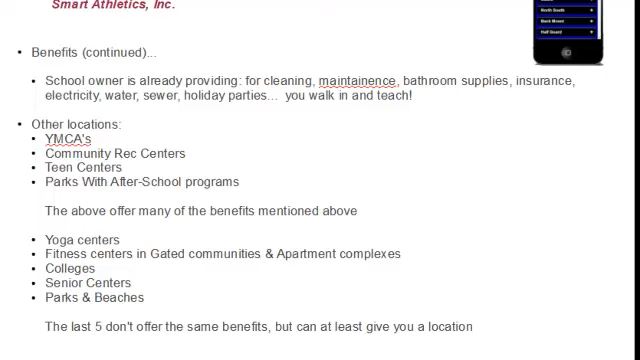 Smart Athletics, Inc.
North South
Back Mount
Half Guard
Benefits (continued)...
School owner is already providing: for cleaning, maintainence, bathroom supplies, insurance,
electricity, water, sewer, holiday parties... you walk in and teach!
Other locations:
YMCA's
Community Rec Centers
Teen Centers
Parks With After-School programs
The above offer many of the benefits mentioned above
Yoga centers
Fitness centers in Gated communities & Apartment complexes
Colleges
Senior Centers
Parks & Beaches
The last 5 don't offer the same benefits, but can at least give you a location